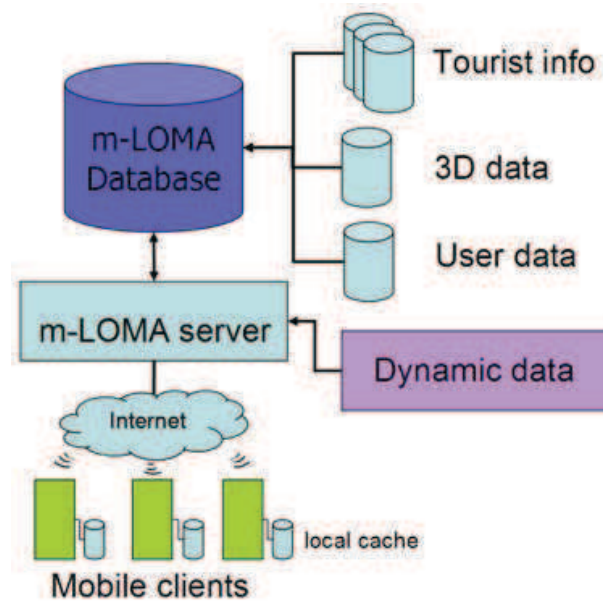 Tourist info
m-LOMA
Database
3D data
User data
m-LOMA server
Dynamic data
Internet
local cache
Mobile clients